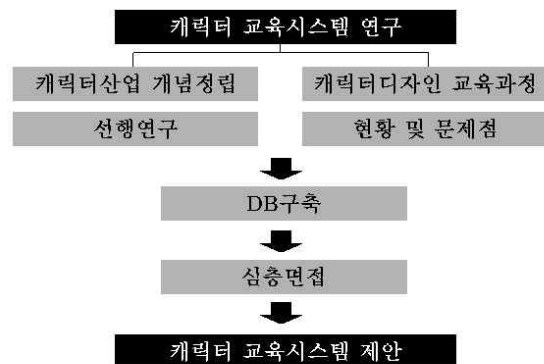 캐릭터 교육시스템 연구
캐릭터산업 개념정립
캐릭터디자인 교육과정
선행연구
현황 및 문제점
DB구축
심층면접
캐릭터 교육시스템 제안